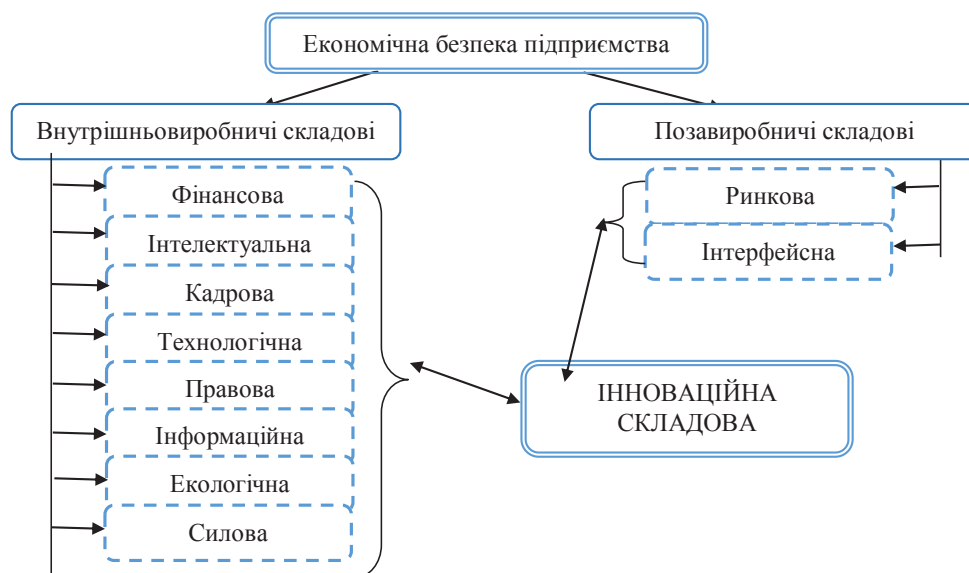 Економічна безпека підприємства
Внутрішньовиробничі складові
Позавиробничі складові
Фінансова
Інтелектуальна
Кадрова
Технологічна
Правова
Інформаційна
Екологічна
Силова
Ринкова
Інтерфейсна
ІННОВАЦІЙНА
СКЛАДОВА